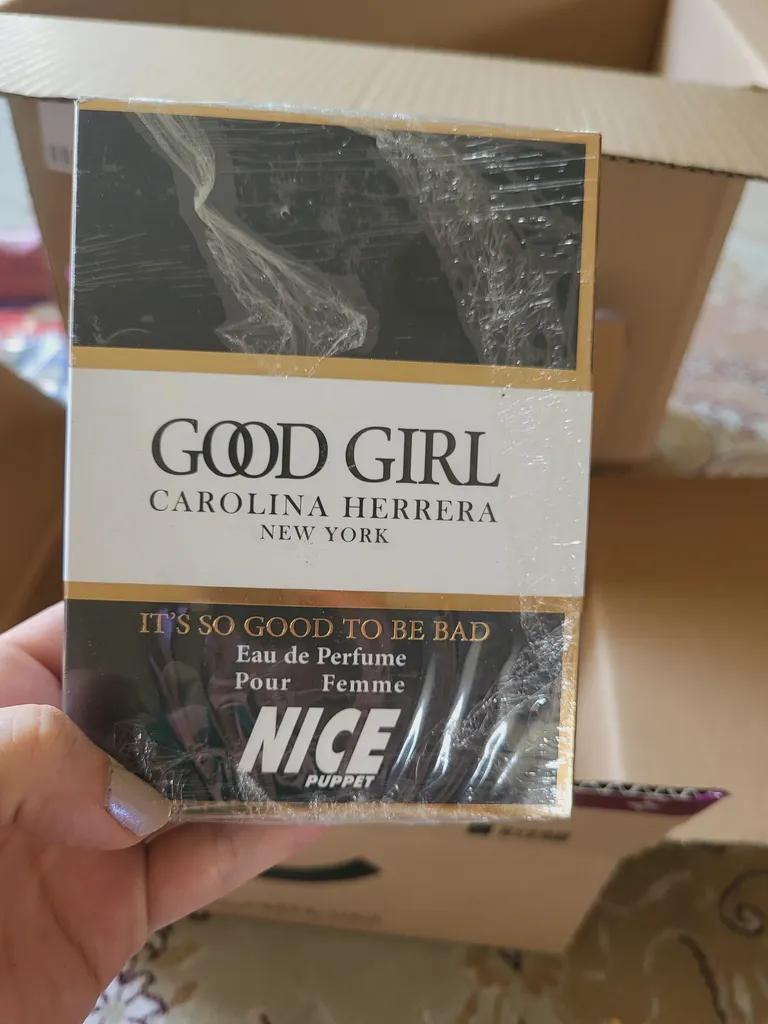 GOOD GIRL
CAROLINA HERRERA
NEW YORK
IT'S SO GOOD TO BE BAD
Eau de Perfume
Pour Femme
NICE
PUPPET